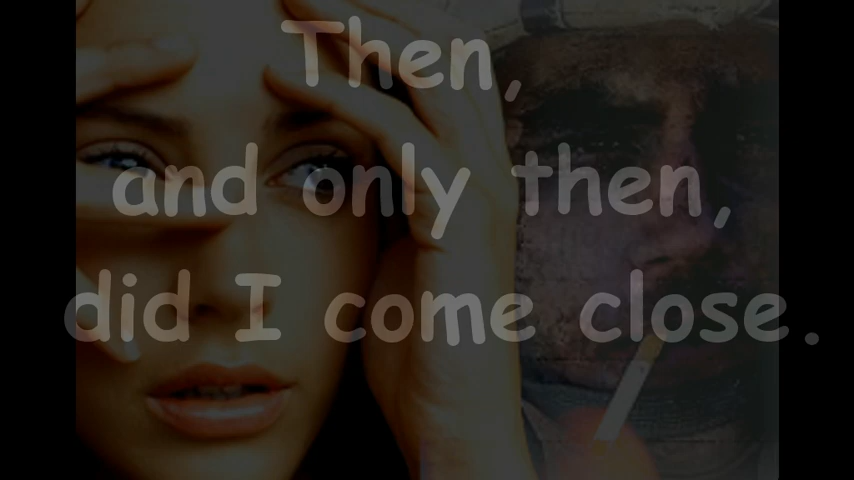 Then,
and only then,
did I come close.